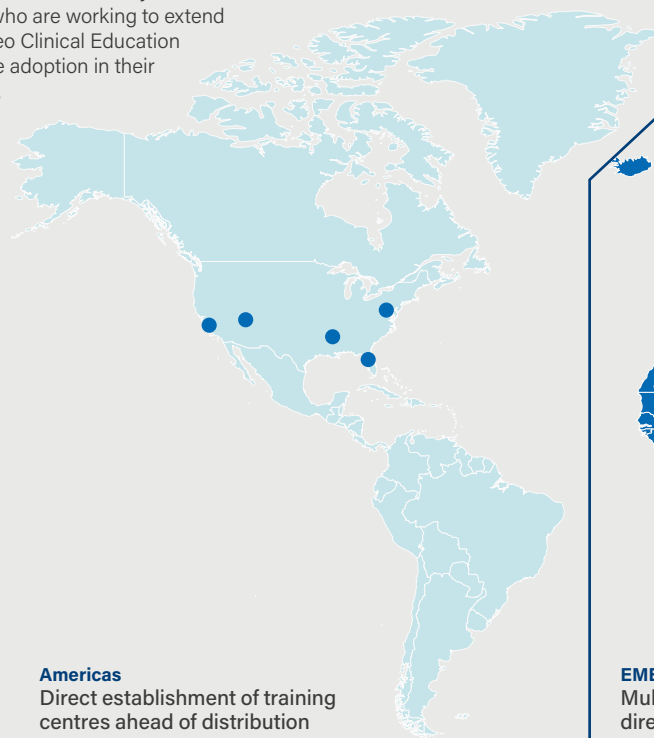 who are working to extend
eo Clinical Education
e adoption in their
Americas
Direct establishment of training
centres ahead of distribution
EME
Mul
dire